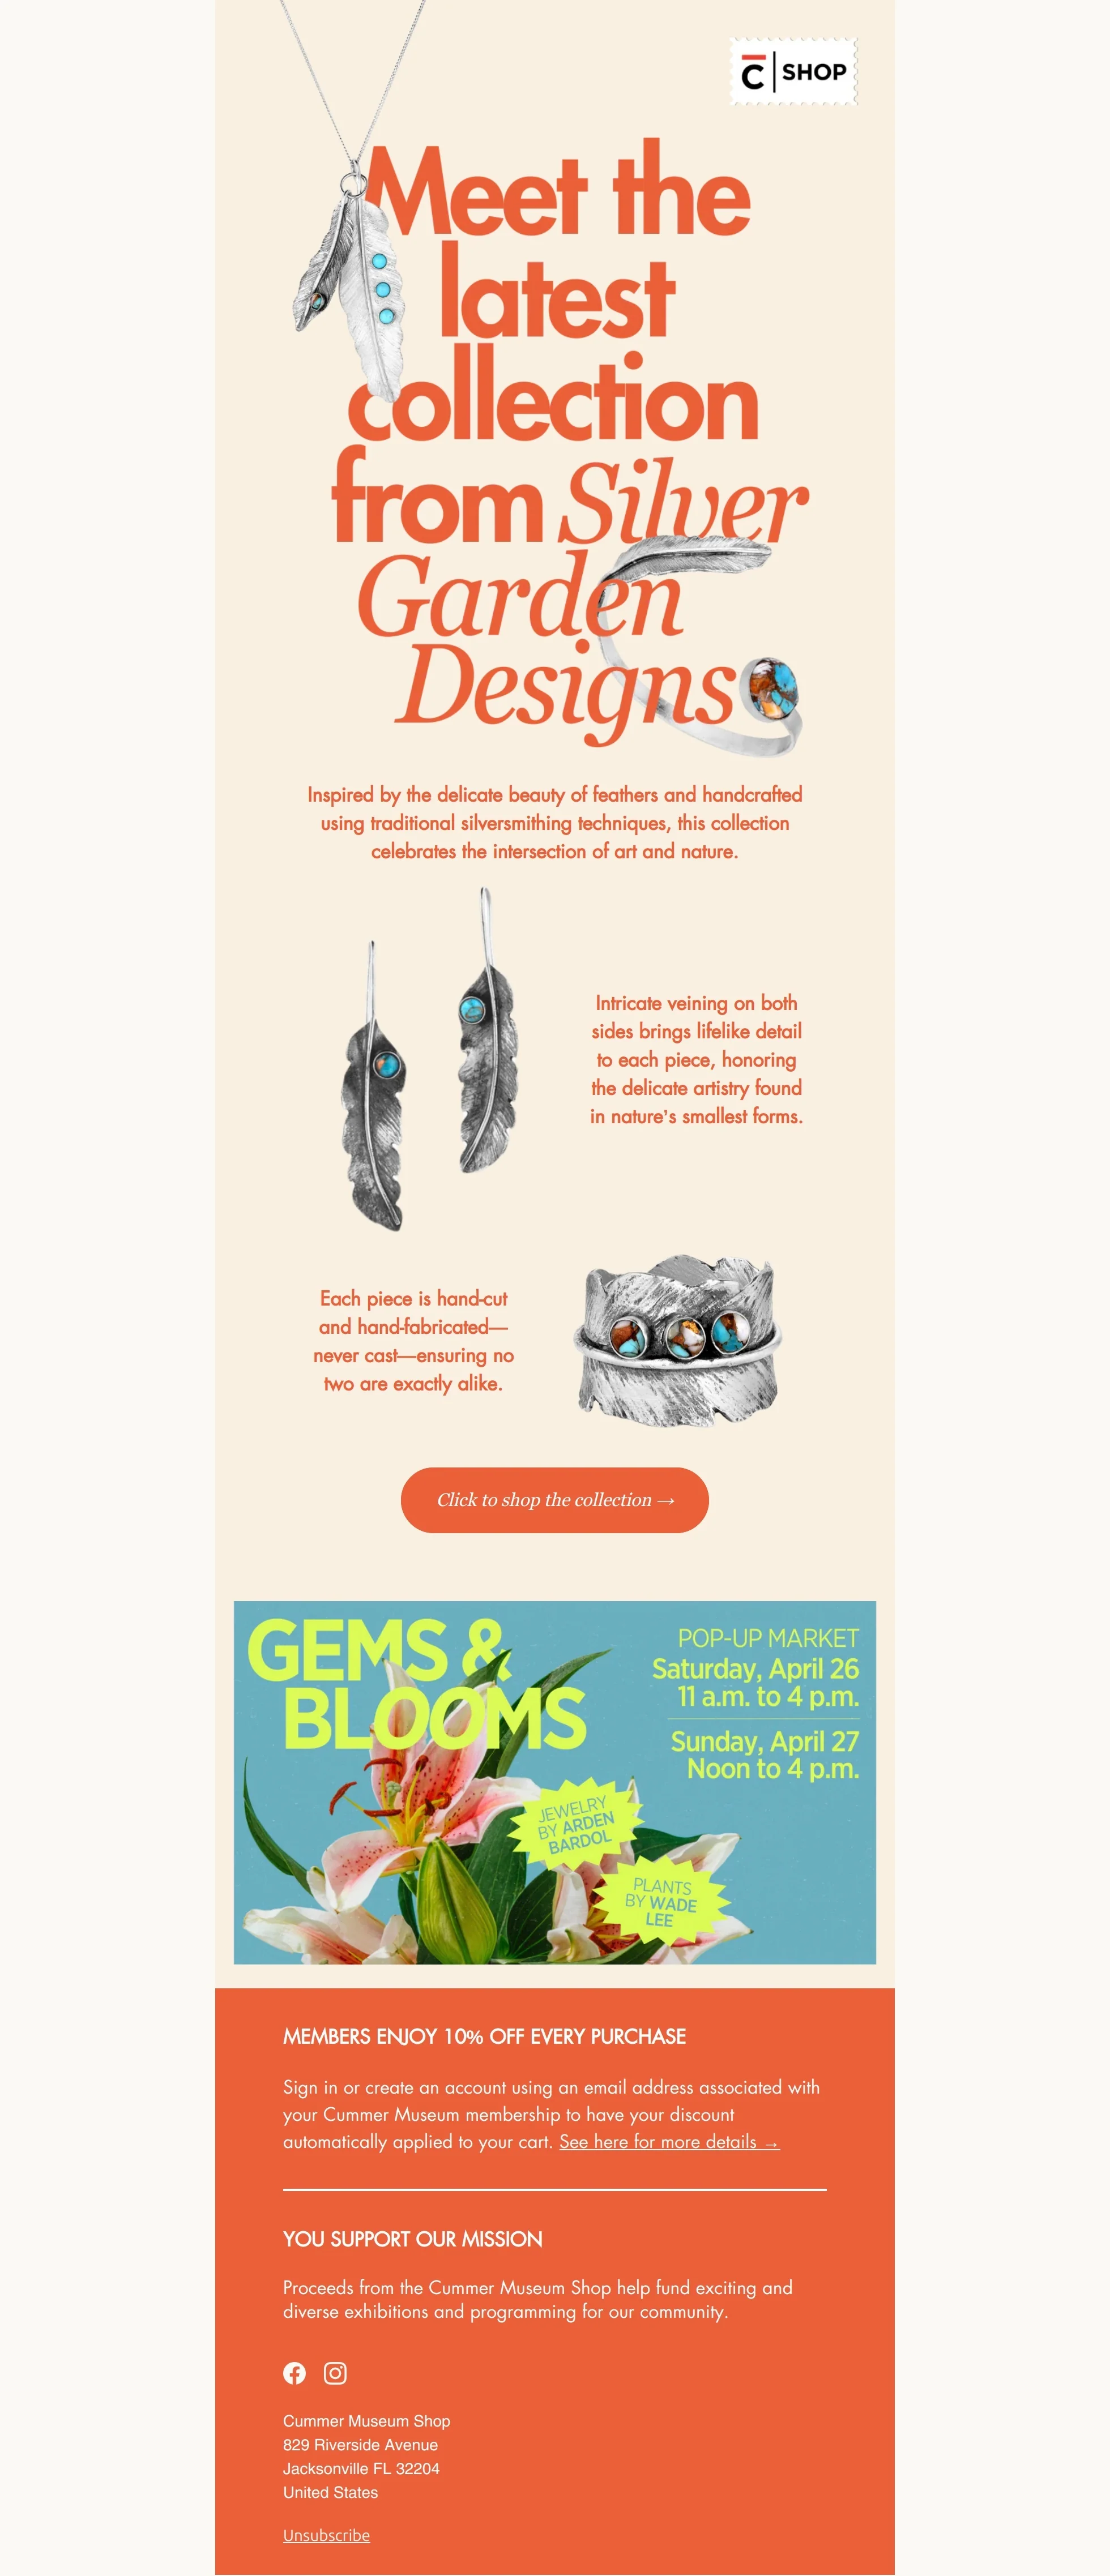 C | SHOP
Meet the
latest
collection
from Silver
Garden
Designs
Inspired by the delicate beauty of feathers and handcrafted
using traditional silversmithing techniques, this collection
celebrates the intersection of art and nature.
Intricate veining on both
sides brings lifelike detail
to each piece, honoring
the delicate artistry found
in nature's smallest forms.
Each piece is hand-cut
and hand-fabricated—
never cast—ensuring no
two are exactly alike.
Click to shop the collection →
GEMS &
BLOOMS
POP-UP MARKET
Saturday, April 26
11 a.m. to 4 p.m.
Sunday, April 27
Noon to 4 p.m.
JEWELRY
BY ARDEN
BARDOL
PLANTS
BY WADE
LEE
MEMBERS ENJOY 10% OFF EVERY PURCHASE
Sign in or create an account using an email address associated with
your Cummer Museum membership to have your discount
automatically applied to your cart. See here for more details →
YOU SUPPORT OUR MISSION
Proceeds from the Cummer Museum Shop help fund exciting and
diverse exhibitions and programming for our community.
Cummer Museum Shop
829 Riverside Avenue
Jacksonville FL 32204
United States
Unsubscribe